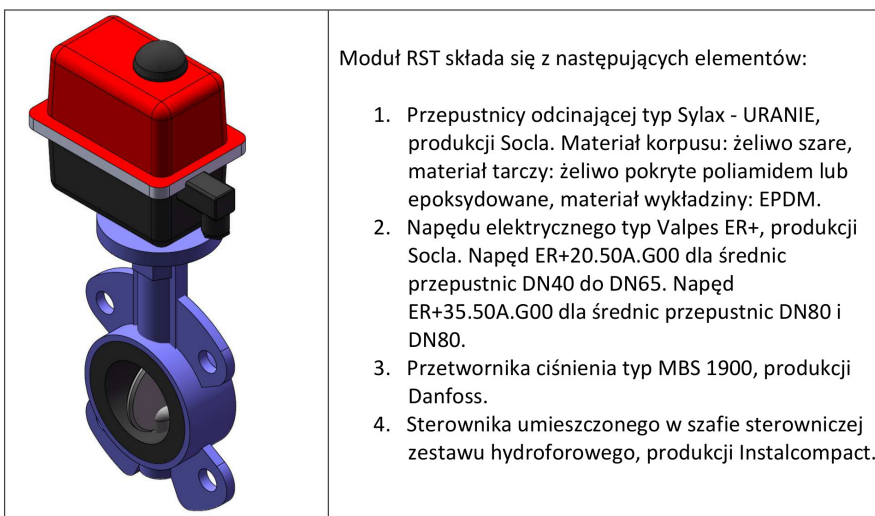 Moduł RST składa się z następujących elementów:
1. Przepustnicy odcinającej typ Sylax - URANIE,
produkcji Socla. Materiał korpusu: żeliwo szare,
materiał tarczy: żeliwo pokryte poliamidem lub
epoksydowane, materiał wykładziny: EPDM.
2. Napędu elektrycznego typ Valpes ER+, produkcji
Socla. Napęd ER+20.50A.G00 dla średnic
przepustnic DN40 do DN65. Napęd
ER+35.50A.G00 dla średnic przepustnic DN80 i
DN80.
3. Przetwornika ciśnienia typ MBS 1900, produkcji
Danfoss.
4. Sterownika umieszczonego w szafie sterowniczej
zestawu hydroforowego, produkcji Instalcompact.